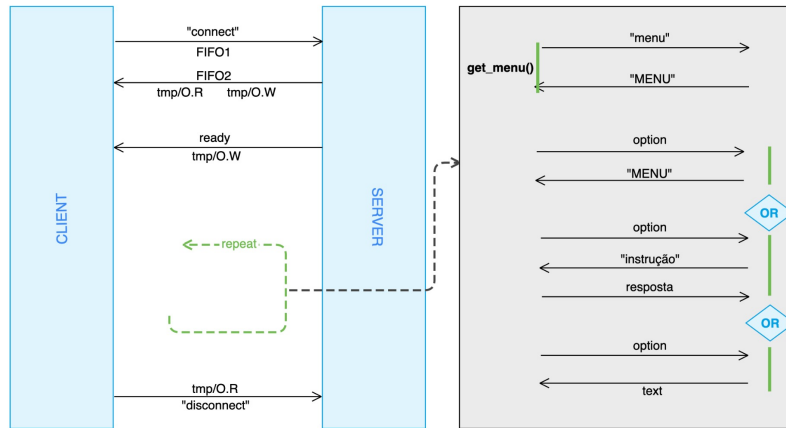 "connect"
FIFO1
FIFO2
tmp/O.R tmp/O.W
ready
tmp/O.W
CLIENT
SERVER
repeat
tmp/O.R
"disconnect"
get_menu()
"menu"
"MENU"
option
"MENU"
OR
option
"instrução"
resposta
OR
option
text